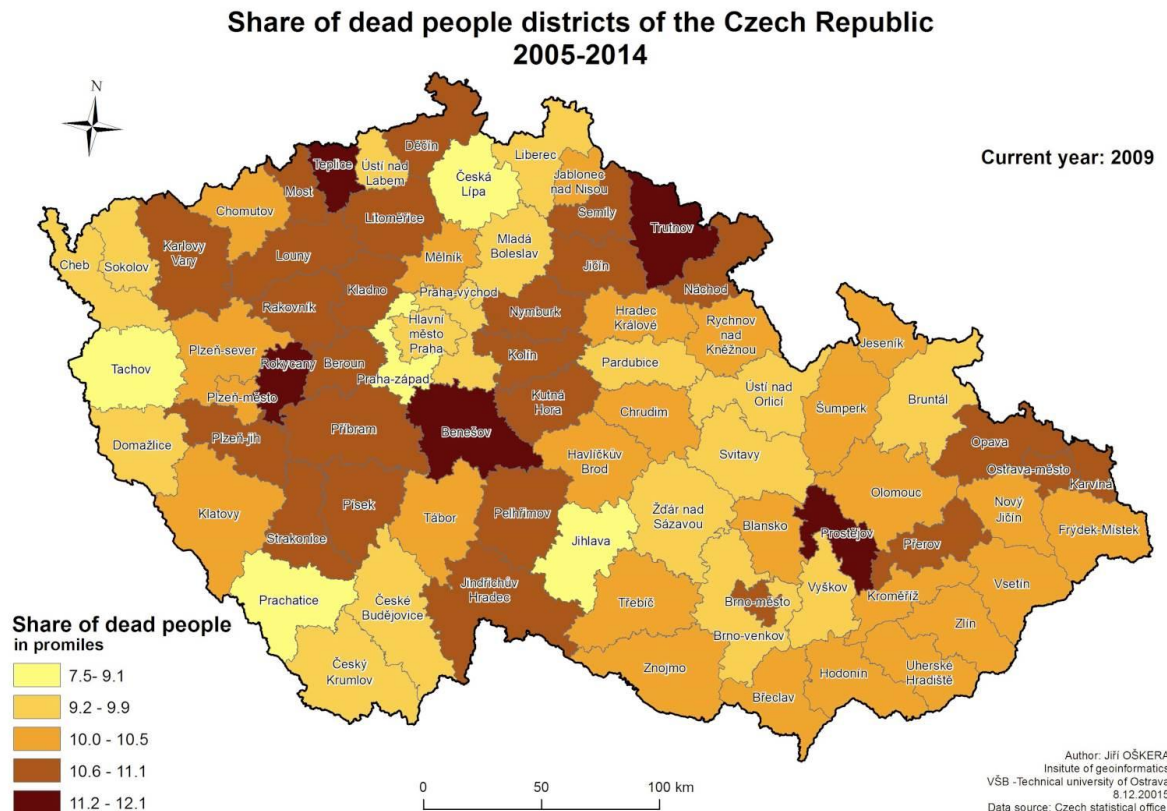 Share of dead people districts of the Czech Republic
2005-2014
N
Current year: 2009
Děčín
Teplice
Ústí nad
Labem
Liberec
Česká
Lípa
Jablonec
nad Nisou
Most
Chomutov
Litoměřice
Semily
Trutnov
Karlovy
Vary
Louny
Mělník
Mladá
Boleslav
Jičín
Cheb
Sokolov
Náchod
Kladno
Praha-východ
Rakovník
Nymburk
Hradec
Králové
Rychnov
nad
Kněžnou
Hlavní
město
Praha
Jeseník
Plzeň-sever
Rokycany
Beroun
Kolín
Pardubice
Tachov
Praha-západ
Plzeň-město
Ústí nad
Orlicí
Bruntál
Šumperk
Kutná
Hora
Chrudim
Benešov
Příbram
Plzeň-jih
Domažlice
Opava
Svitavy
Havlíčkův
Brod
Ostrava-město
Karvlná
Olomouc
Klatovy
Písek
Tábor
Pelhřimov
Žďár nad
Sázavou
Nový
Jičín
Frýdek-Místek
Blansko
Prostějov
Přerov
Strakonice
Jihlava
Jindřichův
Hradec
Vyškov
Vsetín
Prachatice
České
Budějovice
Třebíč
Brno-město
Kroměříž
Brno-venkov
Zlín
Český
Krumlov
Znojmo
Hodonín
Uherské
Hradiště
Břeclav
Share of dead people
in promiles
7.5- 9.1
9.2 - 9.9
10.0 - 10.5
10.6 - 11.1
11.2 - 12.1
0 50 100 km
Author: Jiří OŠKERA
Insitute of geoinformatics
VŠB -Technical university of Ostrava
8.12.20015
Data source: Czech statistical office